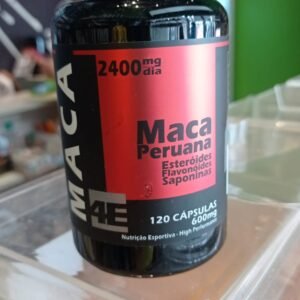 MACA
2400mg
dia
Maca
Peruana
Esteróides
Flavonóides
Saponinas
4E
120 CÁPSULAS
600mg
Nutrição Esportiva - High Performance